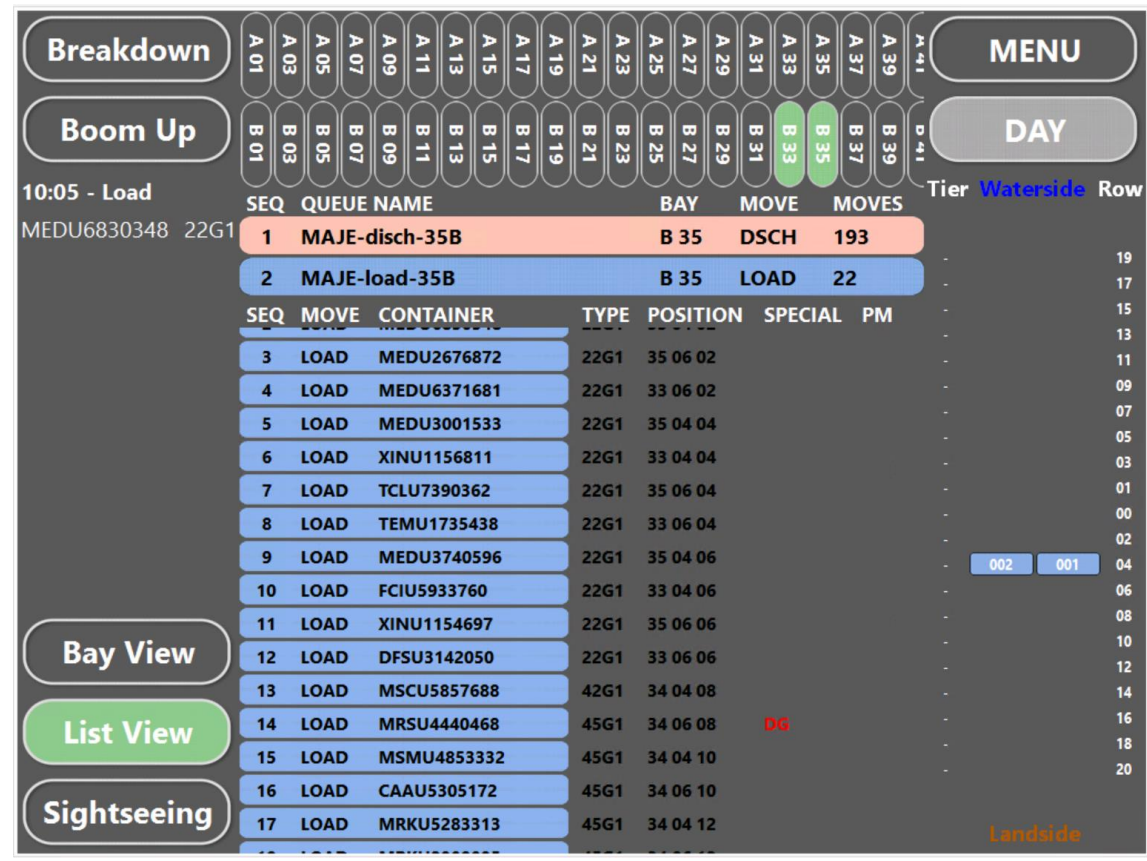 Breakdown
A 01 A 03 A 05 A 07 A 09 A 11 A 13 A 15 A 17 A 19 A 21 A 23 A 25 A 27 A 29 A 31 A 33 A 35 A 37 A 39
MENU
Boom Up
B 01 B 03 B 05 B 07 B 09 B 11 B 13 B 15 B 17 B 19 B 21 B 23 B 25 B 27 B 29 B 31 B 33 B 35 B 37 B 39
DAY
10:05 - Load
MEDU6830348 22G1
SEQ QUEUE NAME BAY MOVE MOVES
1 MAJE-disch-35B B 35 DSCH 193
2 MAJE-load-35B B 35 LOAD 22
SEQ MOVE CONTAINER TYPE POSITION SPECIAL PM
3 LOAD MEDU2676872 22G1 35 06 02
4 LOAD MEDU6371681 22G1 33 06 02
5 LOAD MEDU3001533 22G1 35 04 04
6 LOAD XINU1156811 22G1 33 04 04
7 LOAD TCLU7390362 22G1 35 06 04
8 LOAD TEMU1735438 22G1 33 06 04
9 LOAD MEDU3740596 22G1 35 04 06
10 LOAD FCIU5933760 22G1 33 04 06
11 LOAD XINU1154697 22G1 35 06 06
12 LOAD DFSU3142050 22G1 33 06 06
13 LOAD MSCU5857688 42G1 34 04 08
14 LOAD MRSU4440468 45G1 34 06 08 DG
15 LOAD MSMU4853332 45G1 34 04 10
16 LOAD CAAU5305172 45G1 34 06 10
17 LOAD MRKU5283313 45G1 34 04 12
Bay View
List View
Sightseeing
Tier Waterside Row
19
17
15
13
11
09
07
05
03
01
00
02
002 001 04
06
08
10
12
14
16
18
20
Landside